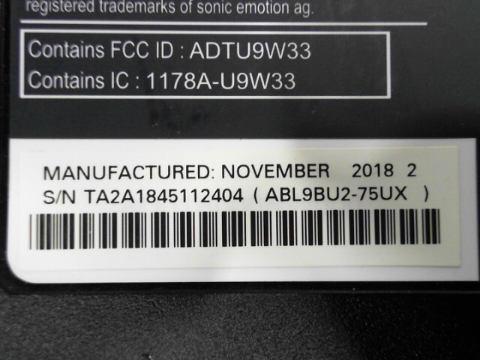 registered trademarks of sonic emotion ag.
Contains FCC ID : ADTU9W33
Contains IC : 1178A-U9W33
MANUFACTURED: NOVEMBER 2018 2
S/N TA2A1845112404 ( ABL9BU2-75UX )